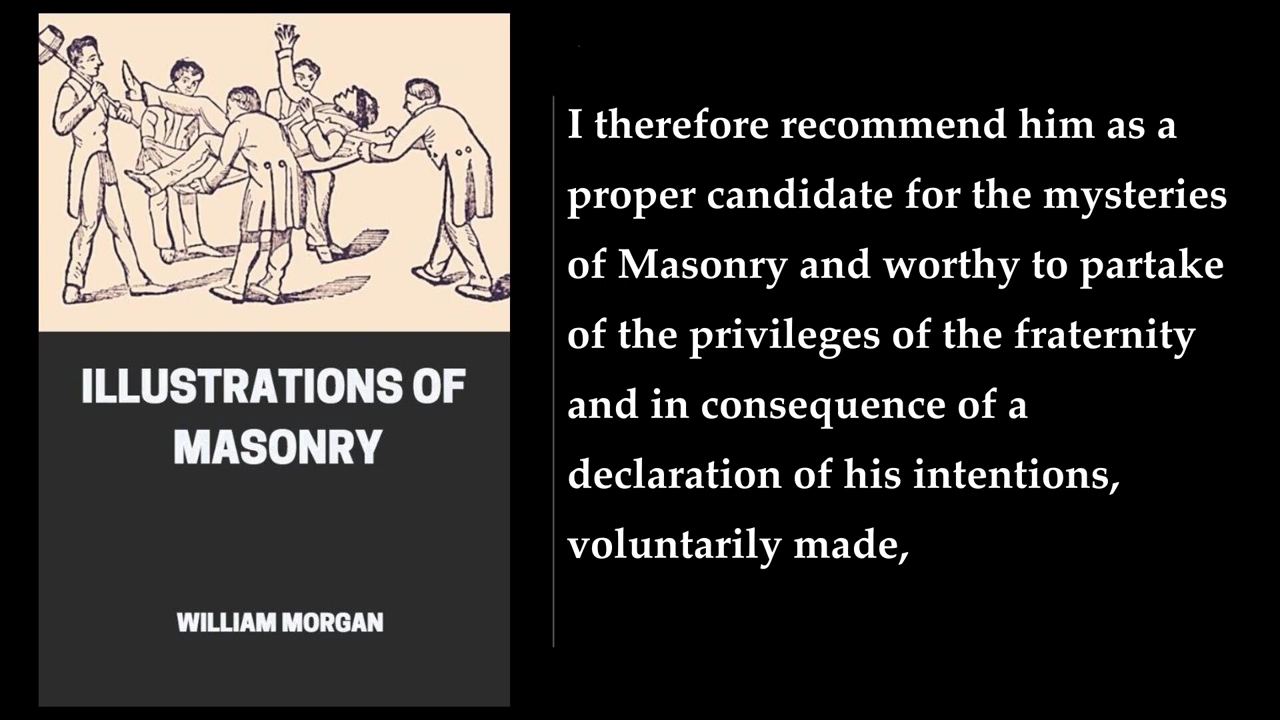 ILLUSTRATIONS OF
MASONRY
WILLIAM MORGAN
I therefore recommend him as a
proper candidate for the mysteries
of Masonry and worthy to partake
of the privileges of the fraternity
and in consequence of a
declaration of his intentions,
voluntarily made,